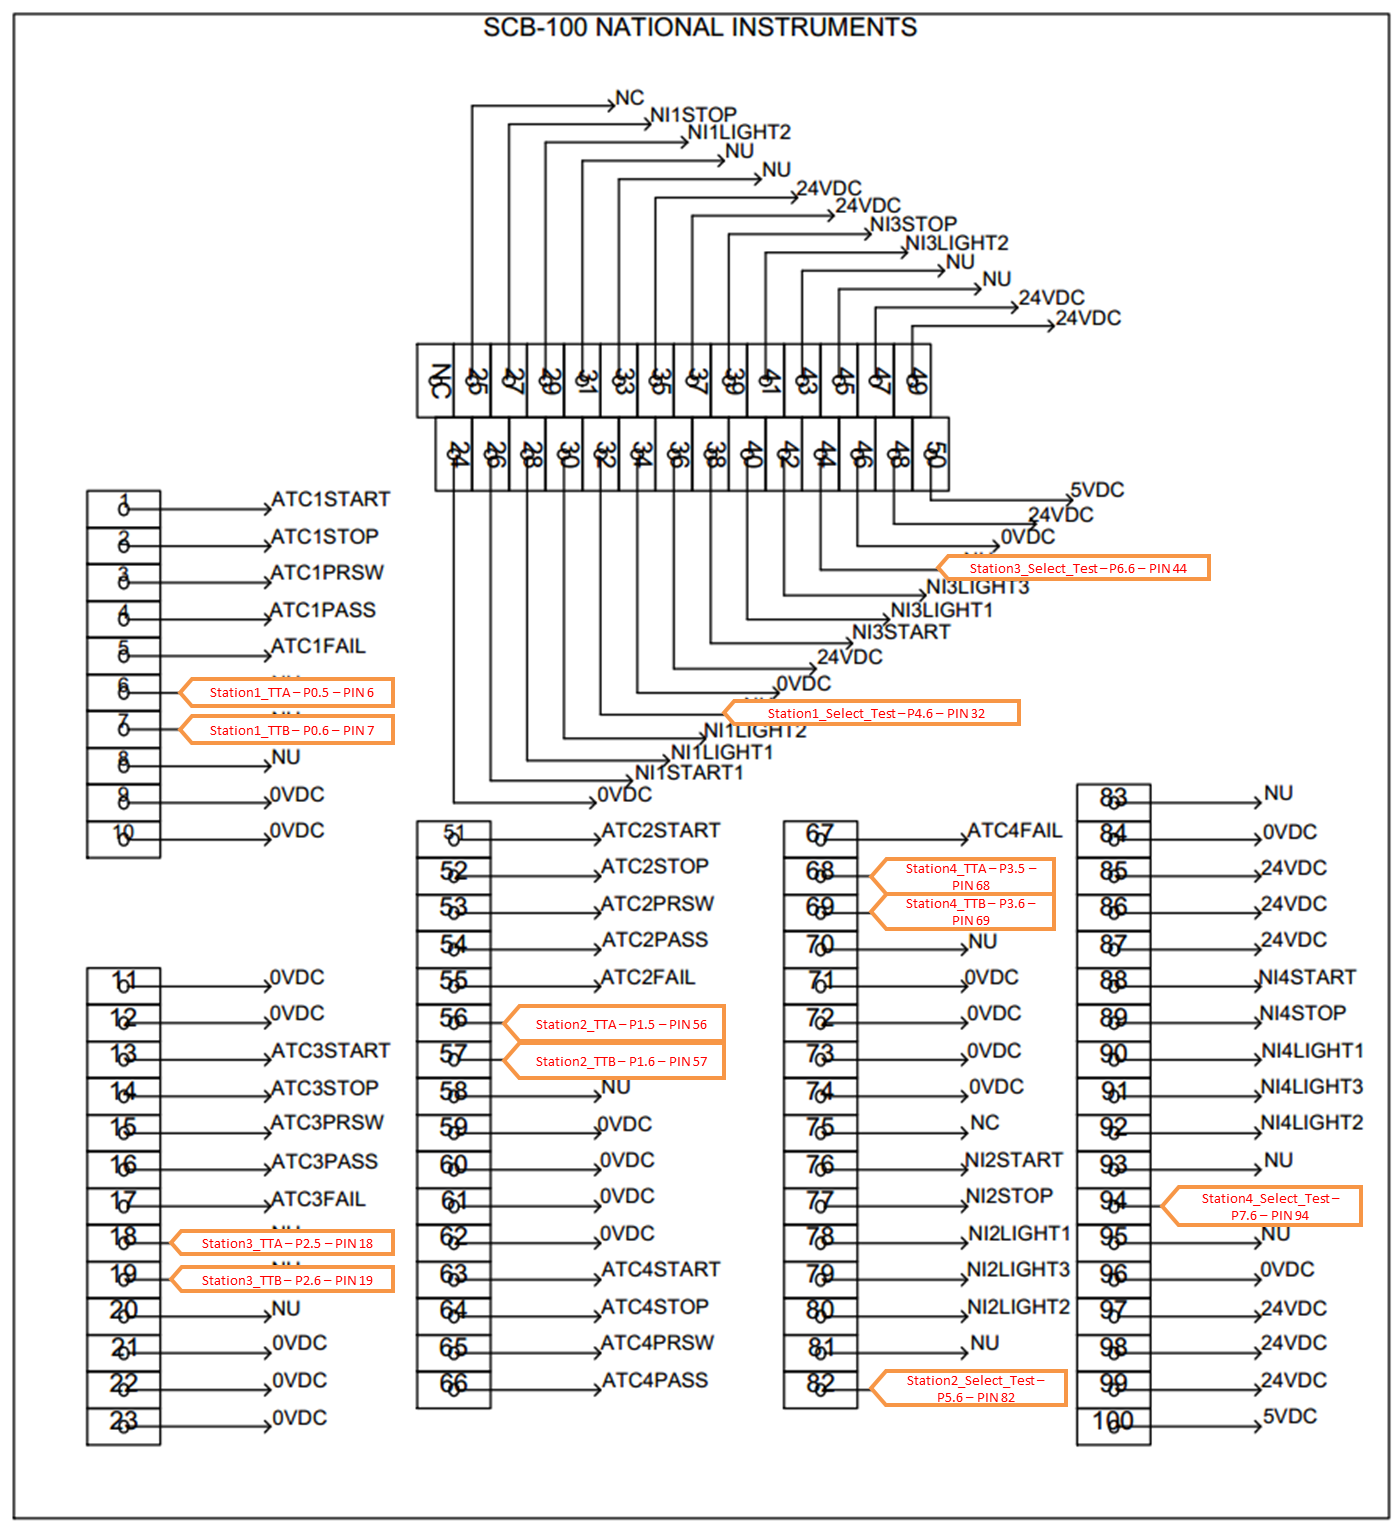 SCB-100 NATIONAL INSTRUMENTS
NC
NI1STOP
NI1LIGHT2
NU
NU
24VDC
24VDC
NI3STOP
NI3LIGHT2
NU
NU
24VDC
24VDC
NC 25 27 29 31 33 35 37 39 41 43 45 47 49
24 26 28 30 32 34 36 38 40 42 44 46 48 50
5VDC
24VDC
0VDC
Station3_Select_Test–P6.6 – PIN 44
NI3LIGHT3
NI3LIGHT1
NI3START
24VDC
0VDC
Station1_Select_Test–P4.6 – PIN 32
NI1LIGHT2
NI1LIGHT1
NI1START1
0VDC
1 ATC1START
2 ATC1STOP
3 ATC1PRSW
4 ATC1PASS
5 ATC1FAIL
6 Station1_TTA – P0.5 – PIN 6
7 Station1_TTB – P0.6 – PIN 7
8 NU
9 0VDC
10 0VDC
11 0VDC
12 0VDC
13 ATC3START
14 ATC3STOP
15 ATC3PRSW
16 ATC3PASS
17 ATC3FAIL
18 Station3_TTA – P2.5 – PIN 18
19 Station3_TTB – P2.6 – PIN 19
20 NU
21 0VDC
22 0VDC
23 0VDC
51 ATC2START
52 ATC2STOP
53 ATC2PRSW
54 ATC2PASS
55 ATC2FAIL
56 Station2_TTA – P1.5 – PIN 56
57 Station2_TTB – P1.6 – PIN 57
58 NU
59 0VDC
60 0VDC
61 0VDC
62 0VDC
63 ATC4START
64 ATC4STOP
65 ATC4PRSW
66 ATC4PASS
67 ATC4FAIL
68 Station4_TTA – P3.5 –
PIN 68
69 Station4_TTB – P3.6 –
PIN 69
70 NU
71 0VDC
72 0VDC
73 0VDC
74 0VDC
75 NC
76 NI2START
77 NI2STOP
78 NI2LIGHT1
79 NI2LIGHT3
80 NI2LIGHT2
81 NU
82 Station2_Select_Test–
P5.6 – PIN 82
83 NU
84 0VDC
85 24VDC
86 24VDC
87 24VDC
88 NI4START
89 NI4STOP
90 NI4LIGHT1
91 NI4LIGHT3
92 NI4LIGHT2
93 NU
94 Station4_Select_Test–
P7.6 – PIN 94
95 NU
96 0VDC
97 24VDC
98 24VDC
99 24VDC
100 5VDC